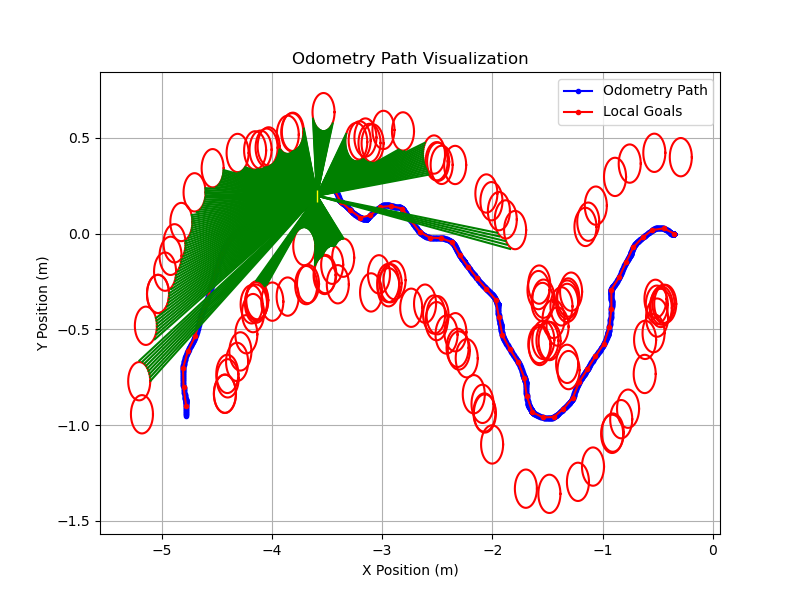 Odometry Path Visualization
Odometry Path
Local Goals
0.5
0.0
−0.5
−1.0
−1.5
Y Position (m)
−5
−4
−3
−2
−1
0
X Position (m)